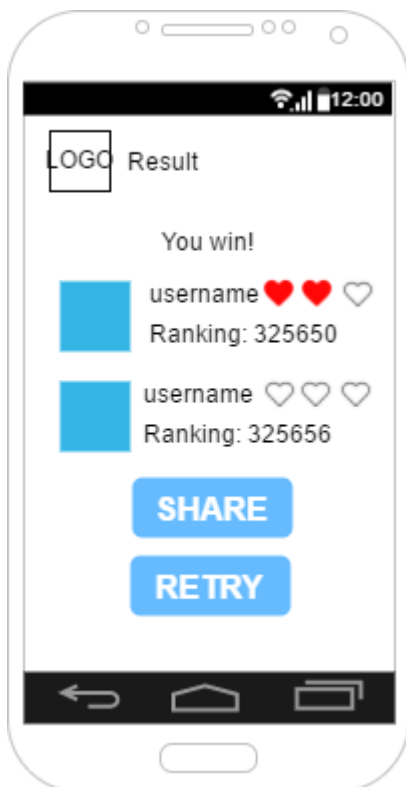 12:00
LOGO Result
You win!
username
Ranking: 325650
username
Ranking: 325656
SHARE
RETRY